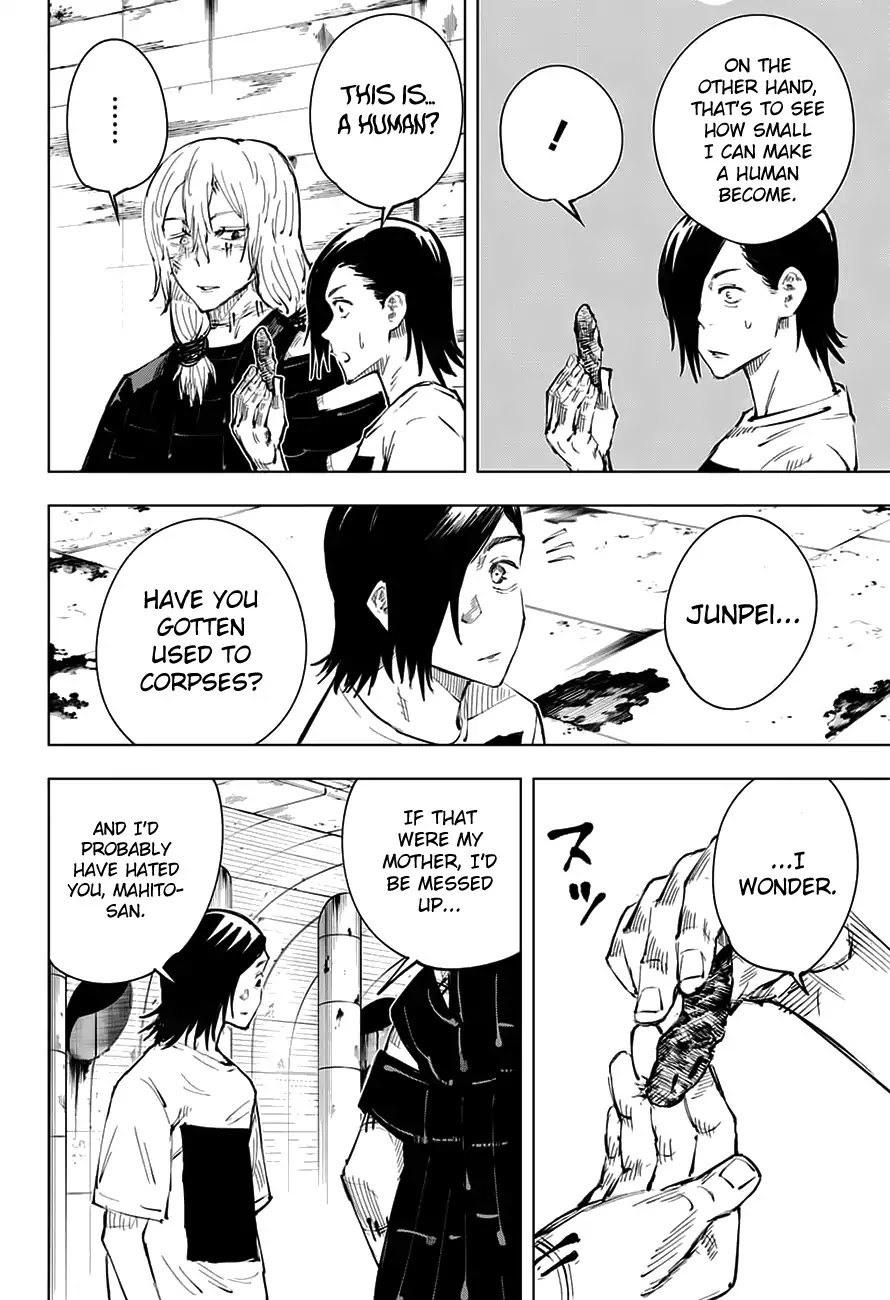 ON THE
OTHER HAND,
THAT'S TO SEE
HOW SMALL
I CAN MAKE
A HUMAN
BECOME.
!
THIS IS...
A HUMAN?
......
JUNPEI...
HAVE YOU
GOTTEN
USED TO
CORPSES?
...I
WONDER.
スッ
IF THAT
WERE MY
MOTHER, I'D
BE MESSED
UP...
AND I'D
PROBABLY
HAVE HATED
YOU, MAHITO-
SAN.